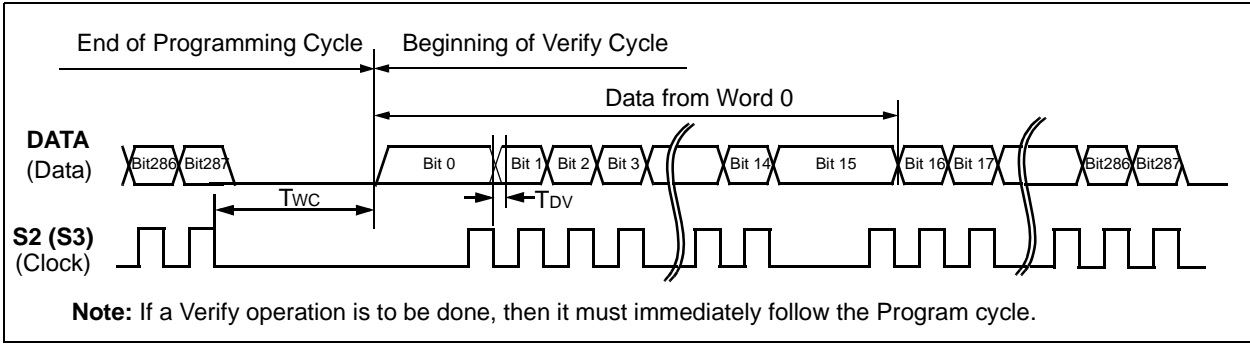 End of Programming Cycle
Beginning of Verify Cycle
Data from Word 0
DATA
(Data)
Bit286 Bit287 Bit 0 Bit 1 Bit 2 Bit 3 Bit 14 Bit 15 Bit 16 Bit 17 Bit286 Bit287
TWC
TDV
S2 (S3)
(Clock)
Note: If a Verify operation is to be done, then it must immediately follow the Program cycle.